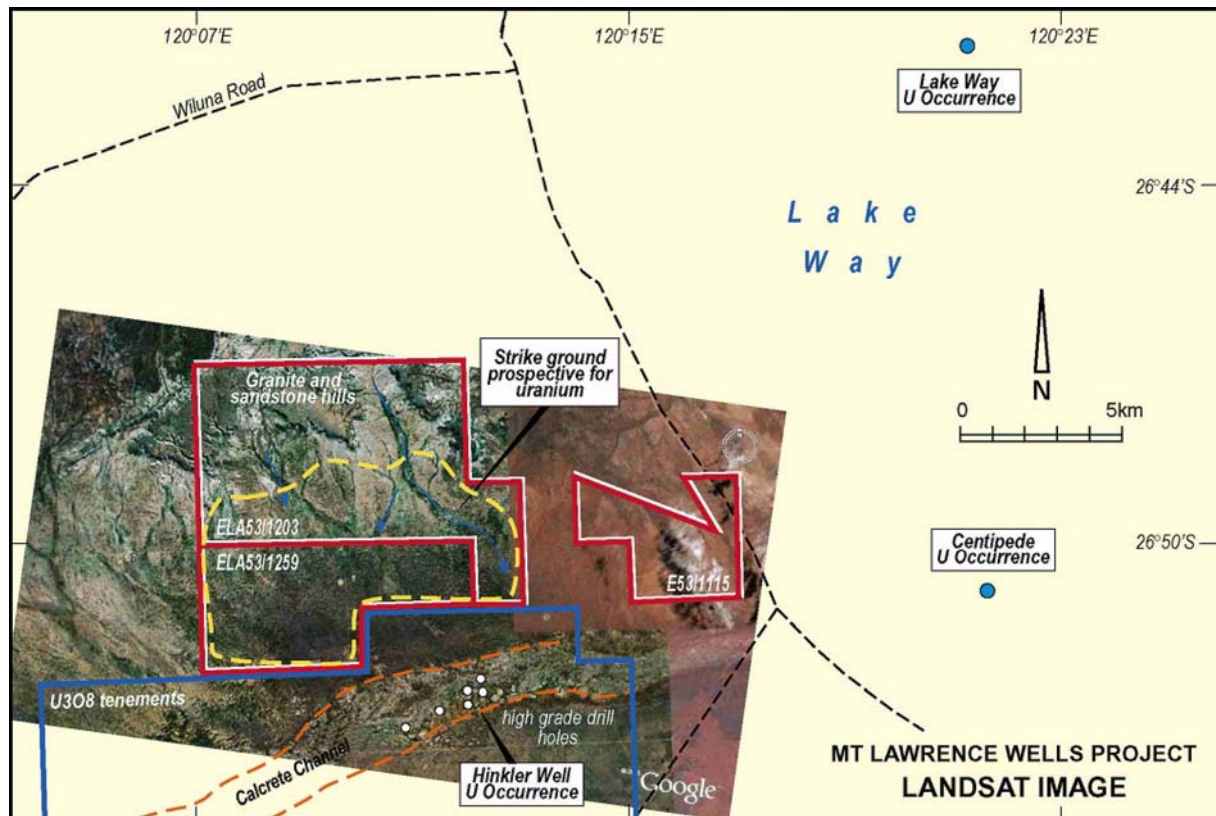 120°07'E
120°15'E
120°23'E
Wiluna Road
Lake Way
U Occurrence
26°44'S
Lake
Way
Strike ground
prospective for
uranium
Granite and
sandstone hills
N
0 5km
ELA53/1203
ELA53/1259
E53/1115
26°50'S
Centipede
U Occurrence
U3O8 tenements
high grade drill
holes
Calcrete Channel
Hinkler Well
U Occurrence
Google
MT LAWRENCE WELLS PROJECT
LANDSAT IMAGE